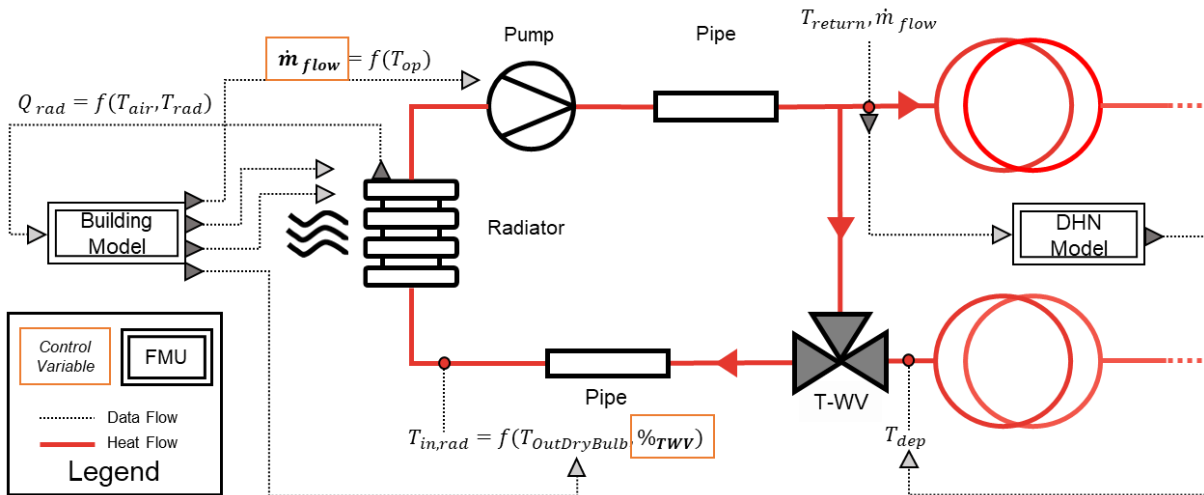 T_return, ṁ_flow
Pump
Pipe
ṁ_flow = f(T_op)
Q_rad = f(T_air,T_rad)
Building
Model
Radiator
DHN
Model
Control
Variable
FMU
Data Flow
Heat Flow
Legend
Pipe
T-WV
T_in,rad = f(T_OutDryBulb, %_TWV)
T_dep